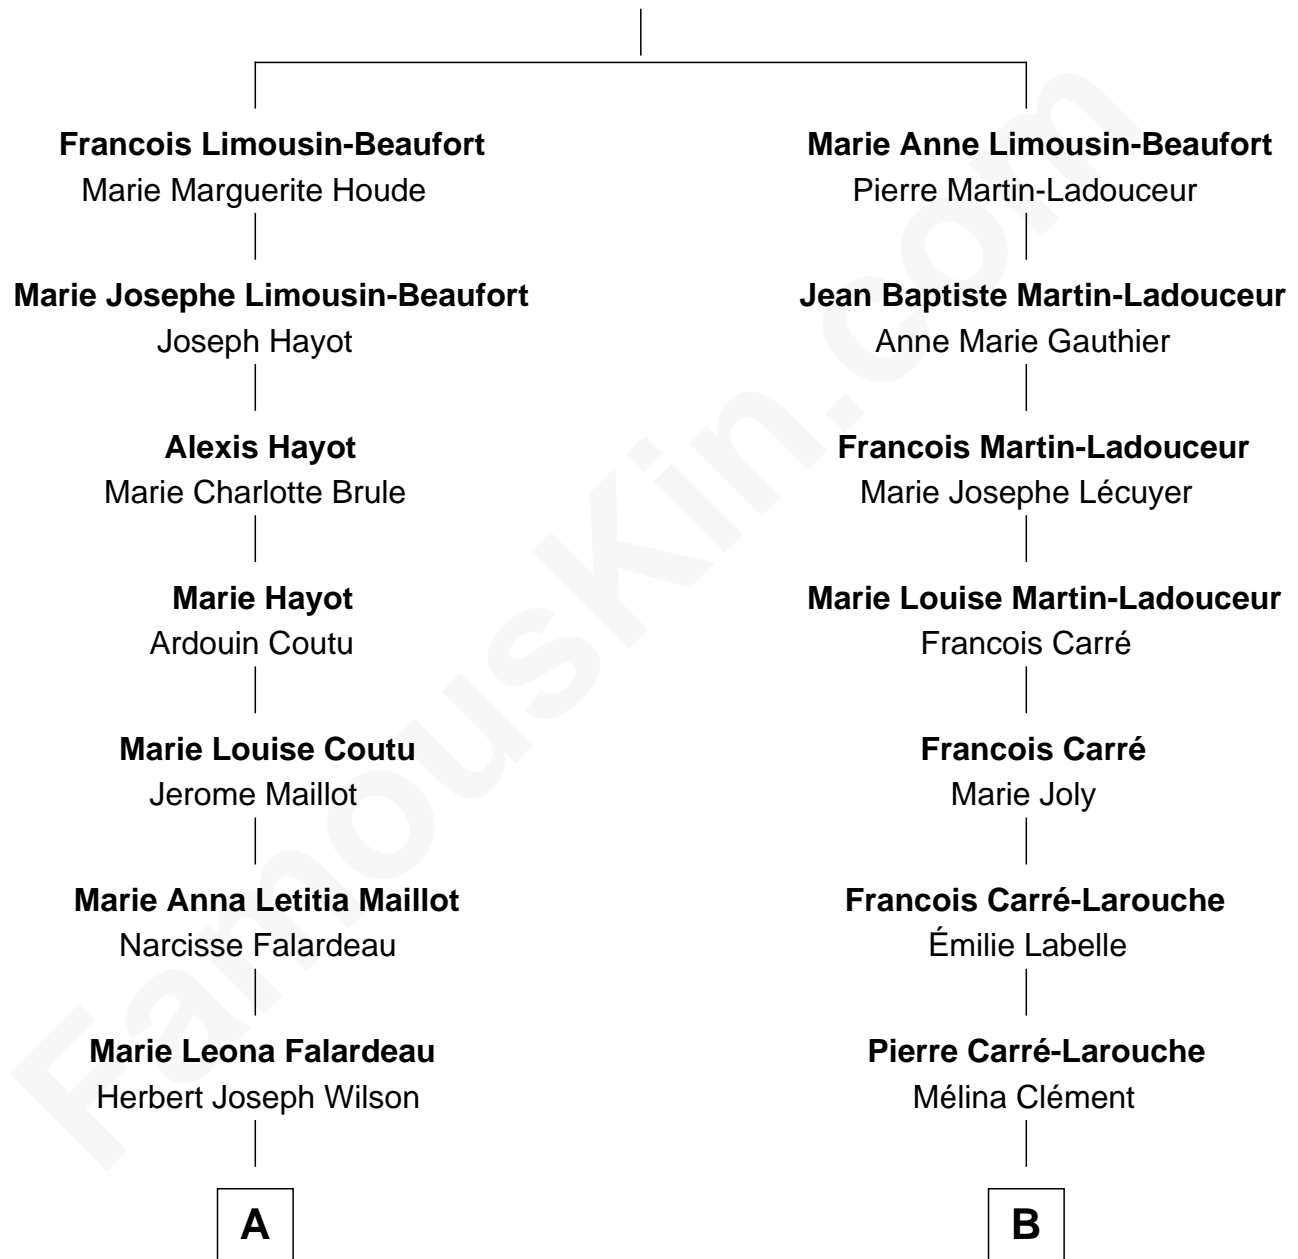 Francois Limousin-Beaufort
Marie Marguerite Houde
Marie Josephe Limousin-Beaufort
Joseph Hayot
Alexis Hayot
Marie Charlotte Brule
Marie Hayot
Ardouin Coutu
Marie Louise Coutu
Jerome Maillot
Marie Anna Letitia Maillot
Narcisse Falardeau
Marie Leona Falardeau
Herbert Joseph Wilson
A
Marie Anne Limousin-Beaufort
Pierre Martin-Ladouceur
Jean Baptiste Martin-Ladouceur
Anne Marie Gauthier
Francois Martin-Ladouceur
Marie Josephe Lécuyer
Marie Louise Martin-Ladouceur
Francois Carré
Francois Carré
Marie Joly
Francois Carré-Larouche
Émilie Labelle
Pierre Carré-Larouche
Mélina Clément
B
FamousKin.com